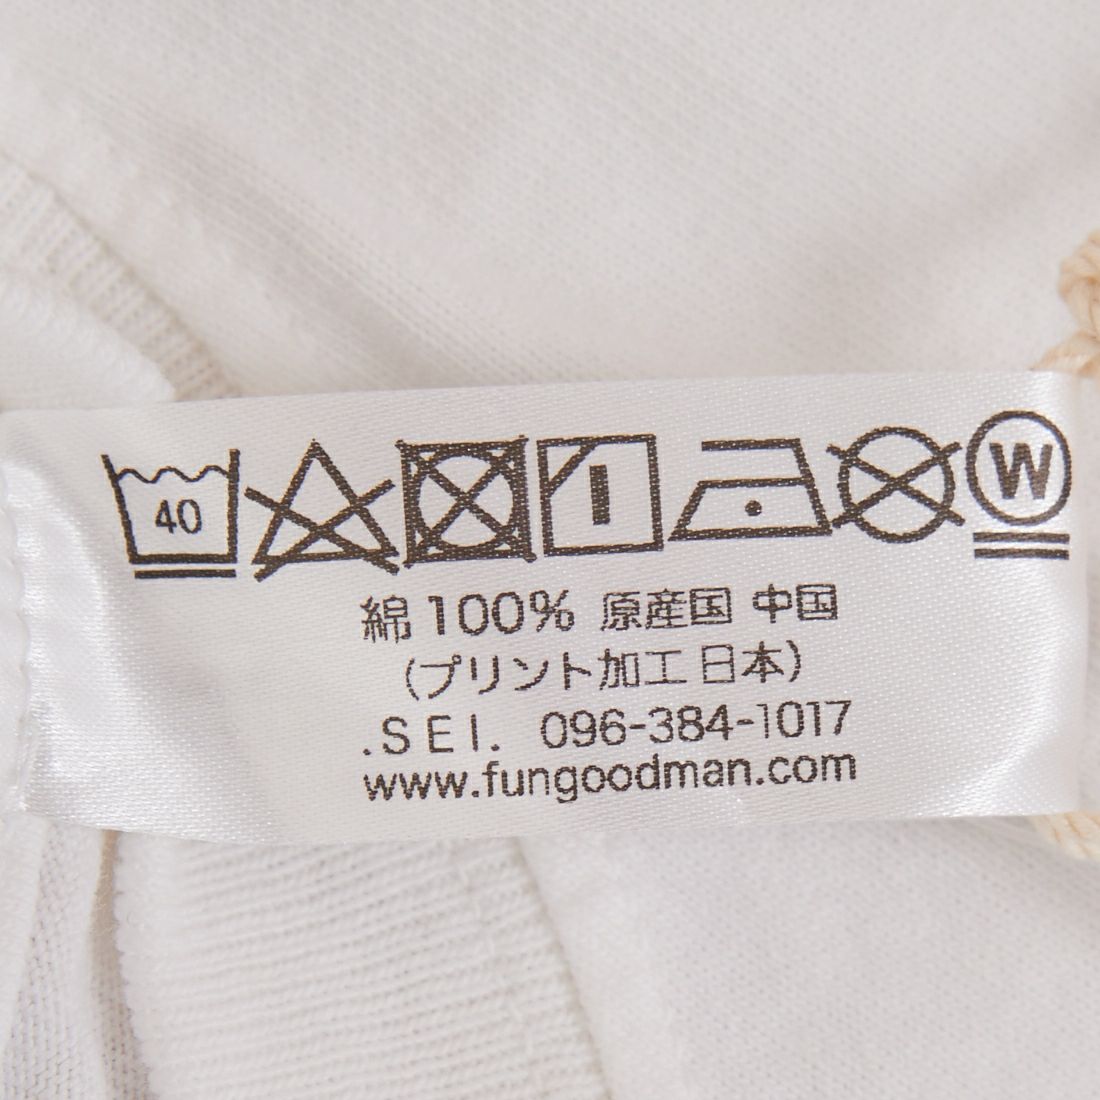 40 W
綿 100% 原産国 中国
(プリント加工 日本)
.SEI. 096-384-1017
www.fungoodman.com